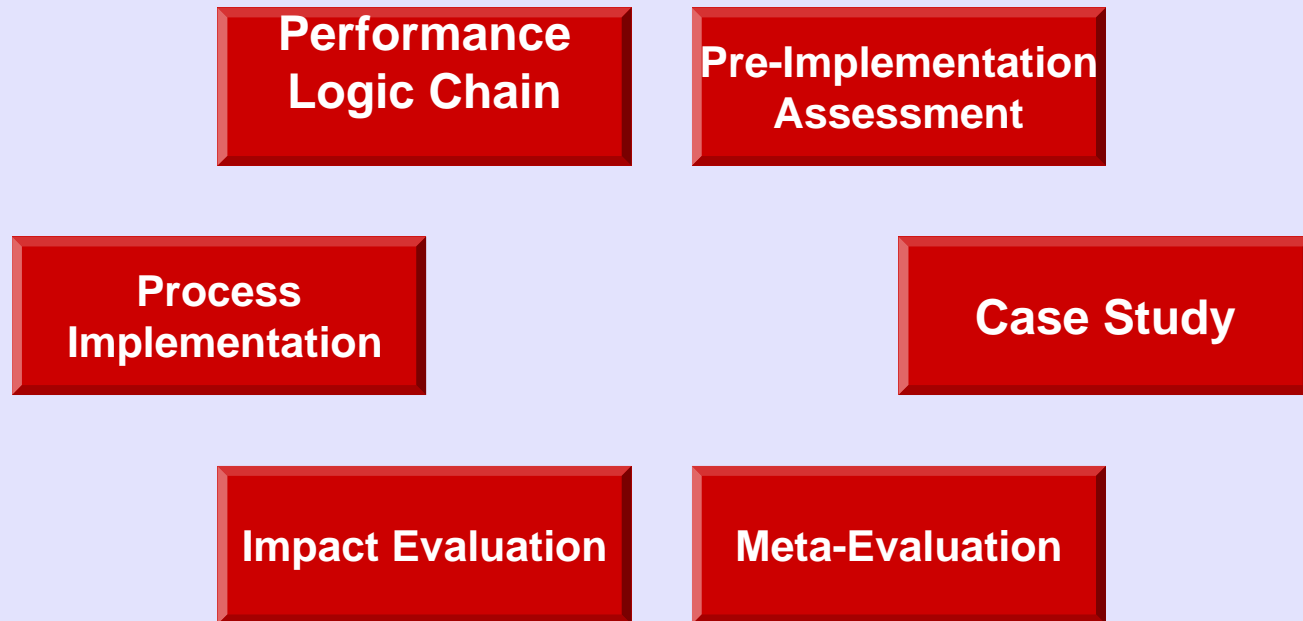 Performance
Logic Chain
Pre-Implementation
Assessment
Process
Implementation
Case Study
Impact Evaluation
Meta-Evaluation